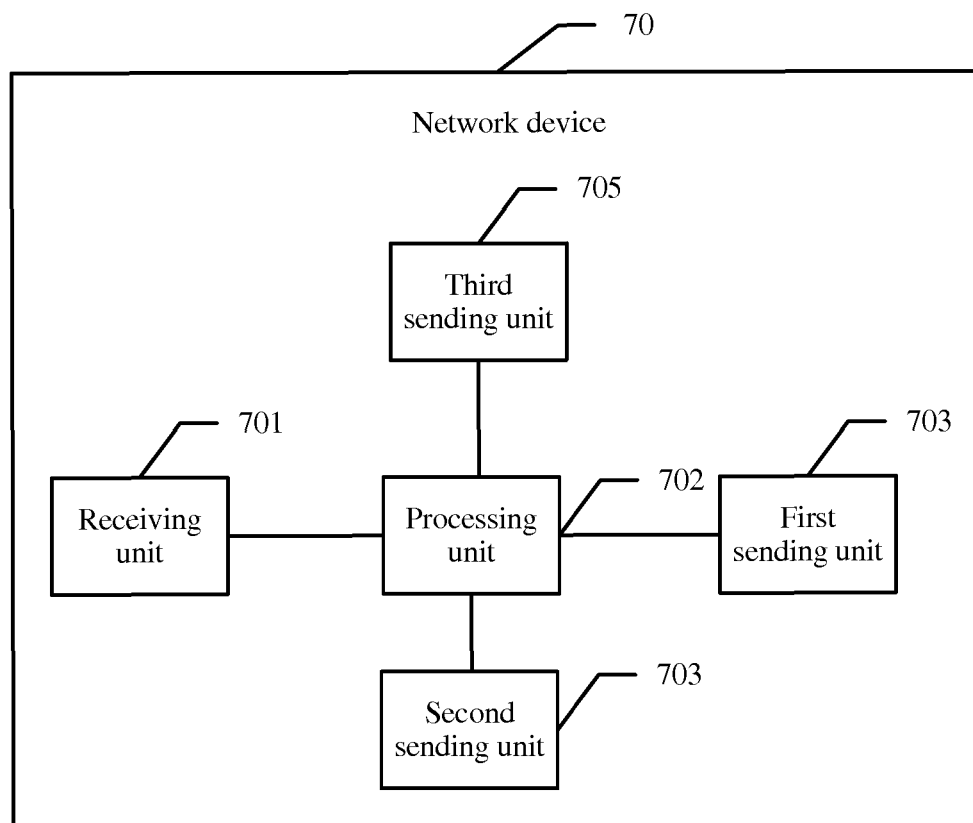 70
Network device
705
Third
sending unit
701
703
Receiving
unit
702
Processing
unit
First
sending unit
703
Second
sending unit